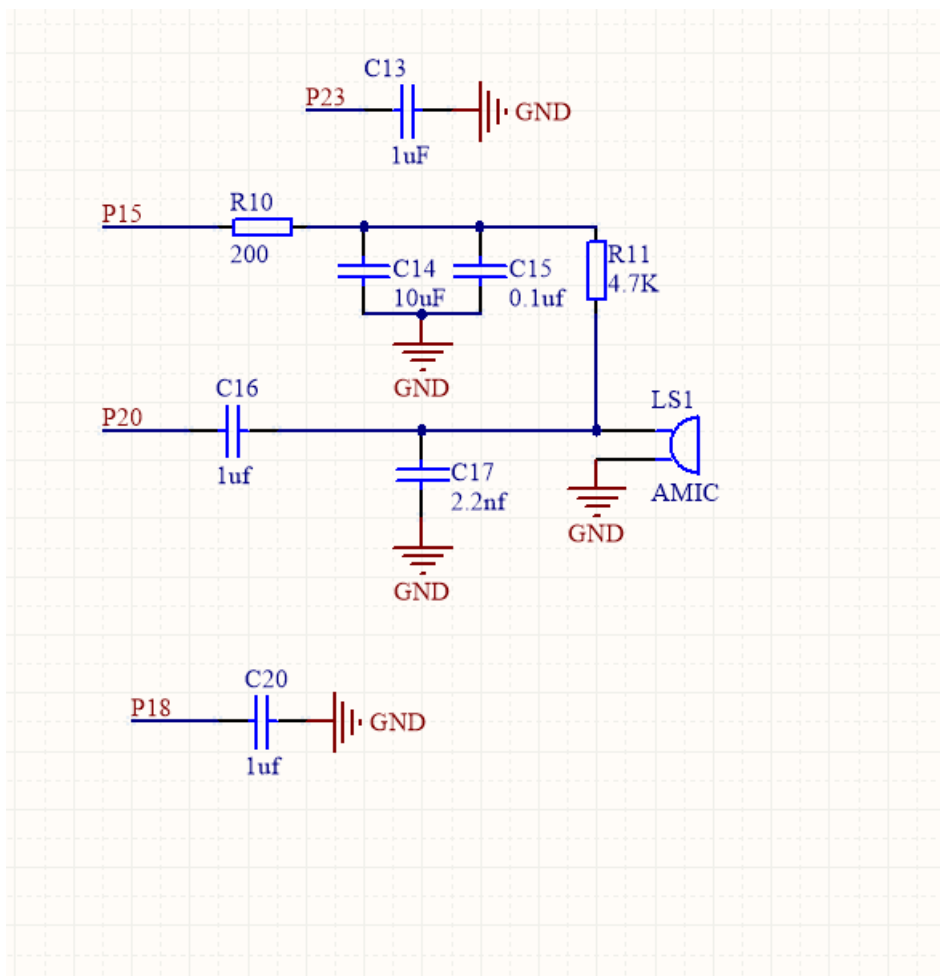 C13
P23
GND
1uF
P15
R10
200
C14
10uF
C15
0.1uf
R11
4.7K
GND
P20
C16
1uf
C17
2.2nf
GND
LS1
AMIC
GND
P18
C20
1uf
GND